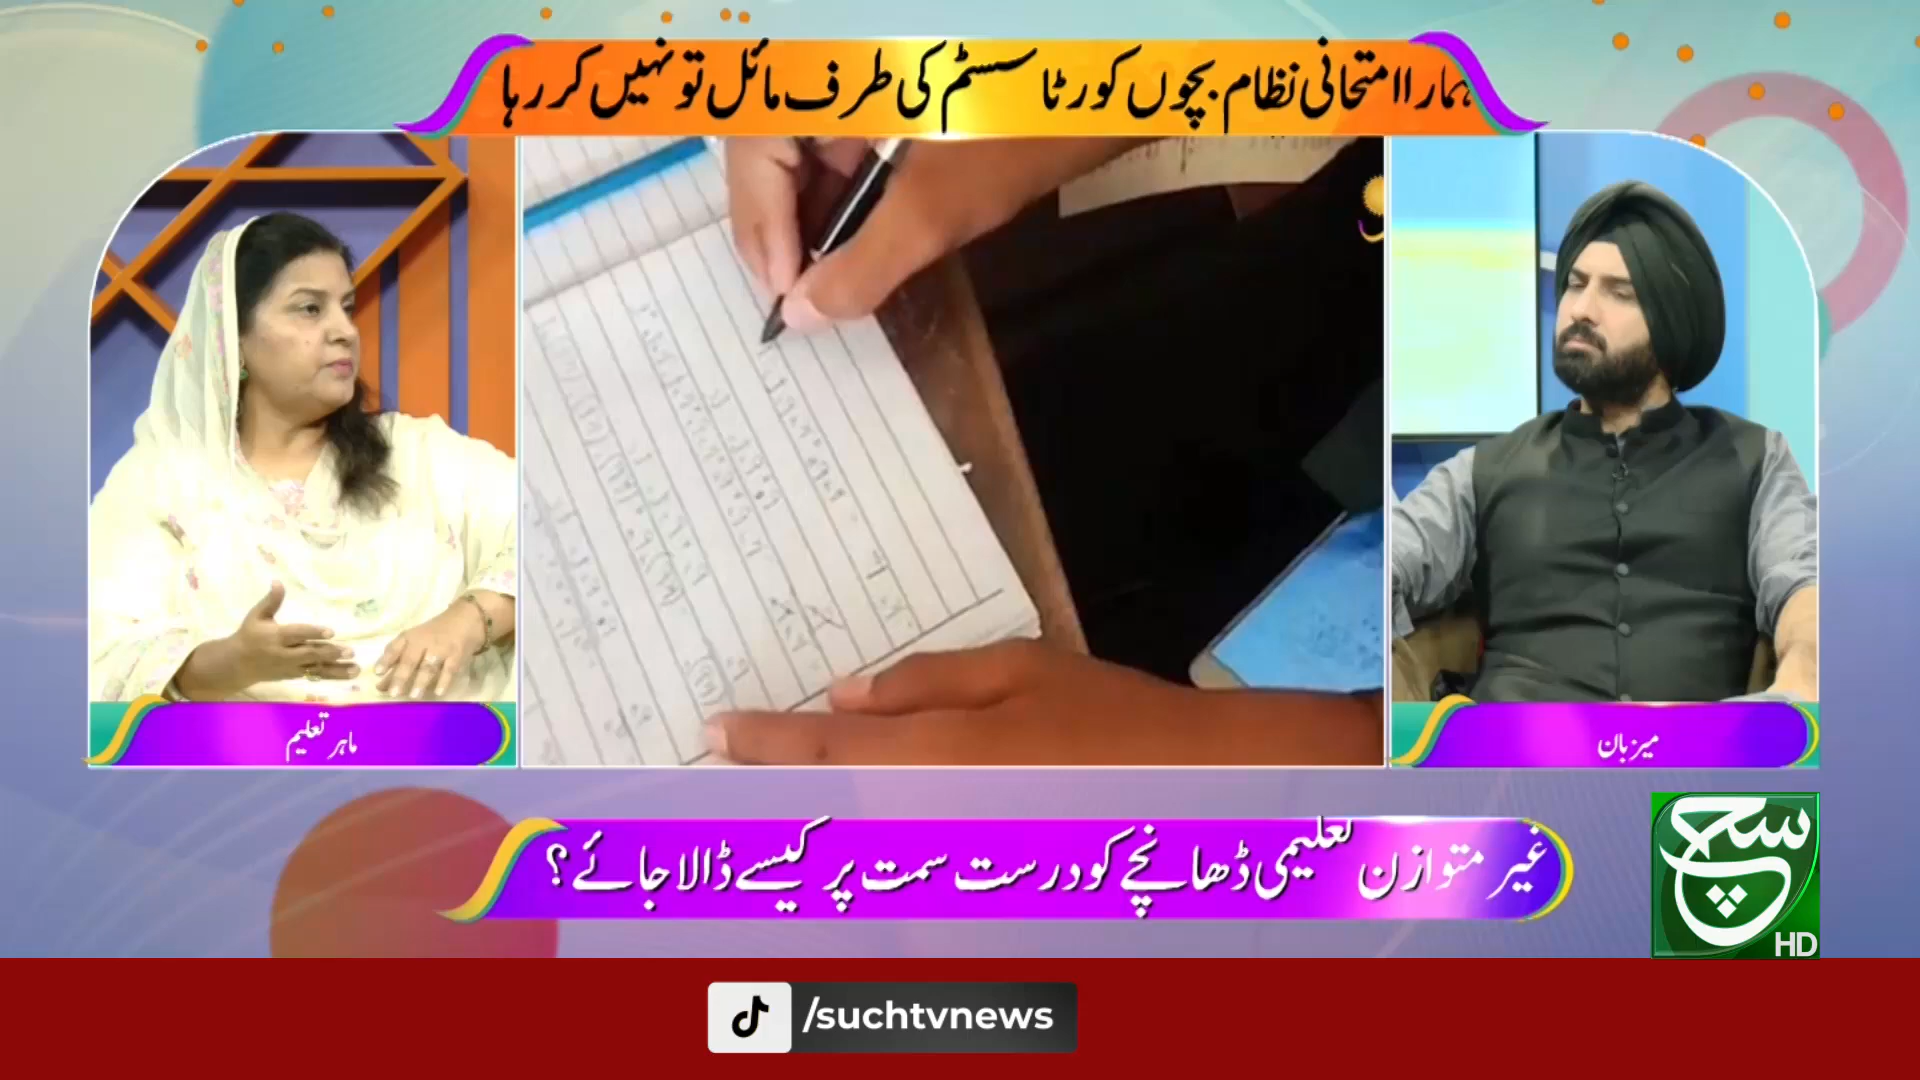 ہمارا امتحانی نظام بچوں کو رٹا سسٹم کی طرف مائل تو نہیں کر رہا
ماہر تعلیم
میزبان
غیر متوازن تعلیمی ڈھانچے کو درست سمت پر کیسے ڈالا جائے؟
سچ
HD
/suchtvnews